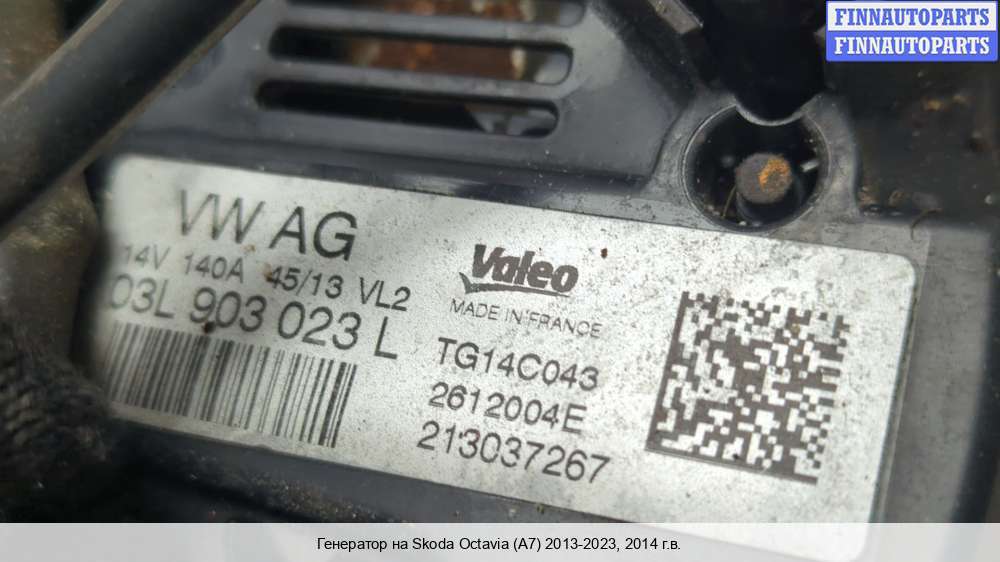 FINNAUTOPARTS
FINNAUTOPARTS
VW AG
14V 140A 45/13 VL2
03L 903 023 L
Valeo
MADE IN FRANCE
TG14C043
2612004E
213037267
Генератор на Skoda Octavia (A7) 2013-2023, 2014 г.в.